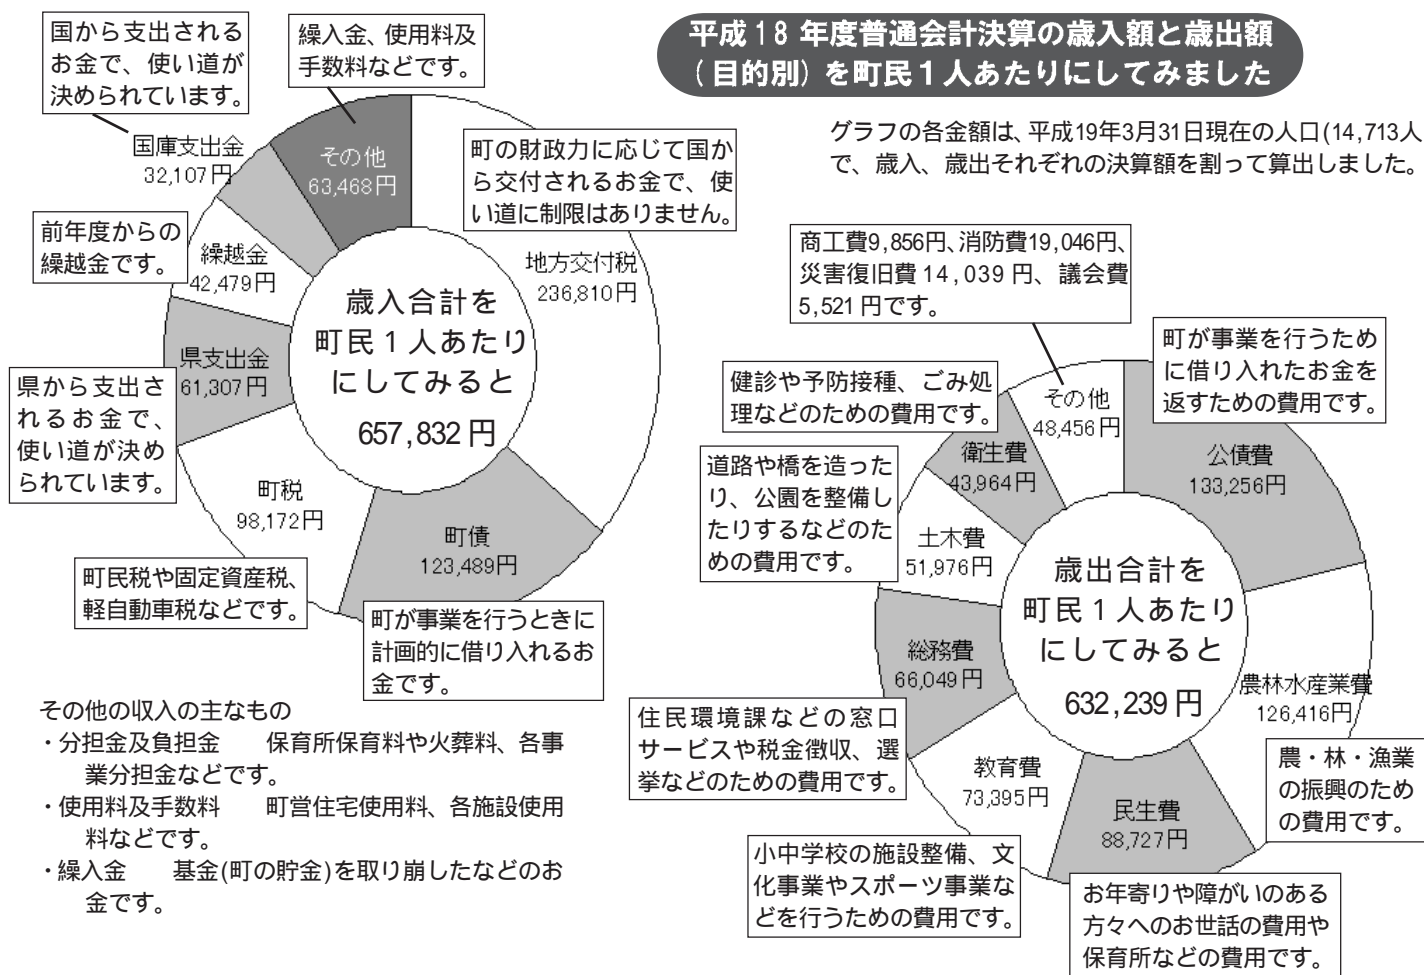 平成18年度普通会計決算の歳入額と歳出額
(目的別)を町民1人あたりにしてみました
グラフの各金額は、平成19年3月31日現在の人口(14,713人
で、歳入、歳出それぞれの決算額を割って算出しました。
国から支出される
お金で、使い道が
決められています。
国庫支出金
32,107円
繰入金、使用料及
手数料などです。
その他
63,468円
町の財政力に応じて国か
ら交付されるお金で、使
い道に制限はありません。
地方交付税
236,810円
前年度からの
繰越金です。
繰越金
42,479円
歳入合計を
町民1人あたり
にしてみると
657,832円
県支出金
61,307円
県から支出さ
れるお金で、
使い道が決め
られています。
町税
98,172円
町民税や固定資産税、
軽自動車税などです。
町債
123,489円
町が事業を行うときに
計画的に借り入れるお
金です。
その他の収入の主なもの
・分担金及負担金 保育所保育料や火葬料、各事
業分担金などです。
・使用料及手数料 町営住宅使用料、各施設使用
料などです。
・繰入金 基金(町の貯金)を取り崩したなどのお
金です。
商工費9,856円、消防費19,046円、
災害復旧費14,039円、議会費
5,521円です。
その他
48,456円
町が事業を行うため
に借り入れたお金を
返すための費用です。
公債費
133,256円
健診や予防接種、ごみ処
理などのための費用です。
衛生費
43,964円
道路や橋を造った
り、公園を整備し
たりするなどのた
めの費用です。
土木費
51,976円
歳出合計を
町民1人あたり
にしてみると
632,239円
総務費
66,049円
住民環境課などの窓口
サービスや税金徴収、選
挙などのための費用です。
農林水産業費
126,416円
農・林・漁業
の振興のため
の費用です。
教育費
73,395円
小中学校の施設整備、文
化事業やスポーツ事業な
どを行うための費用です。
民生費
88,727円
お年寄りや障がいのある
方々へのお世話の費用や
保育所などの費用です。